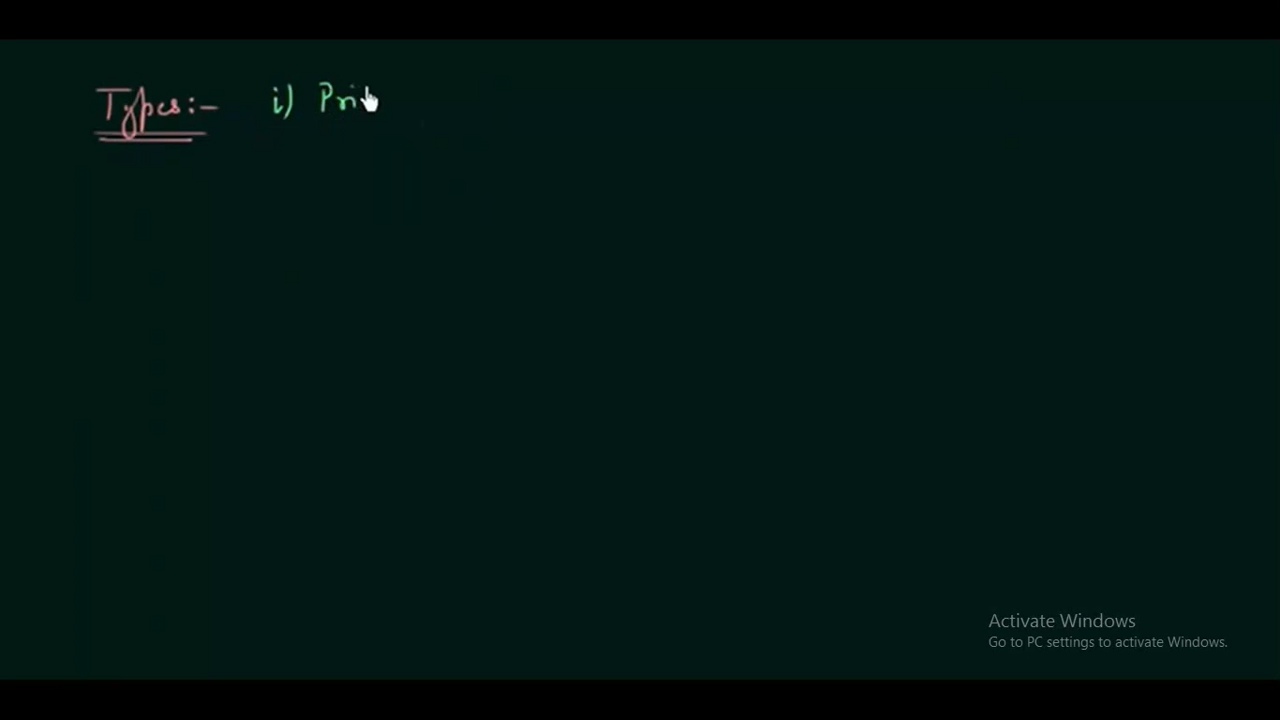 Types:- i) Pri
Activate Windows
Go to PC settings to activate Windows.